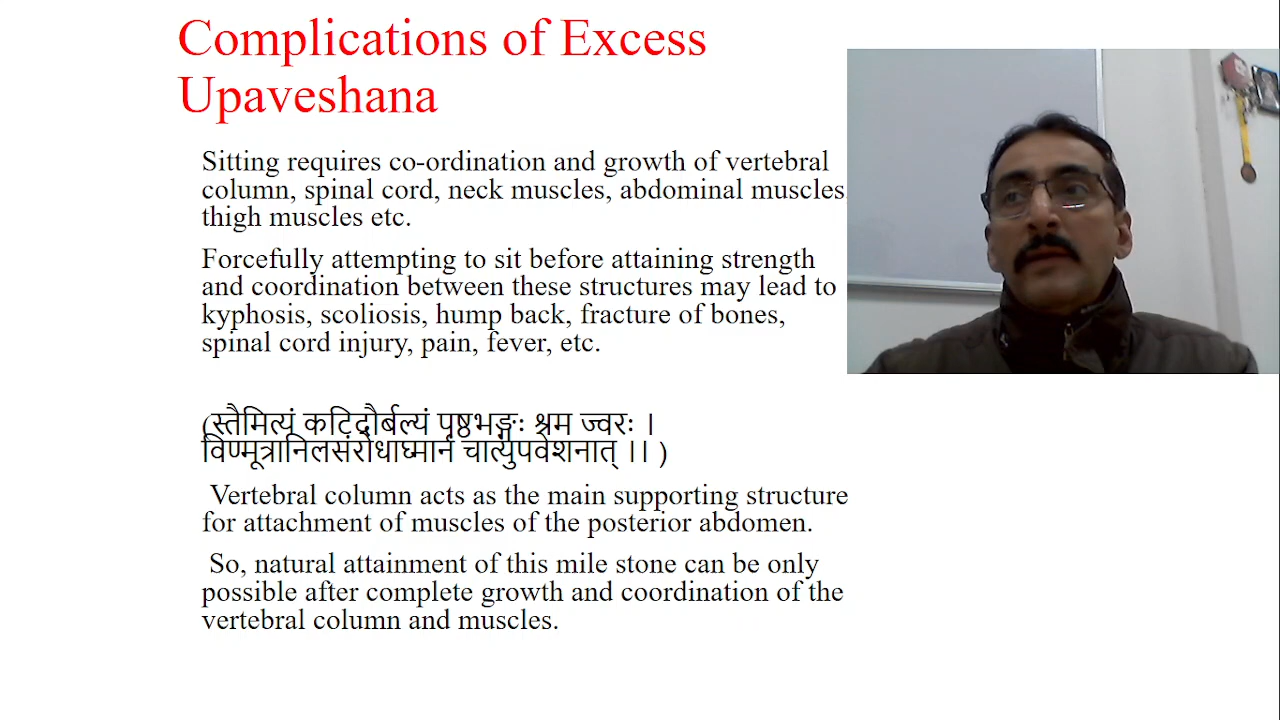 Complications of Excess
Upaveshana
Sitting requires co-ordination and growth of vertebral
column, spinal cord, neck muscles, abdominal muscles
thigh muscles etc.
Forcefully attempting to sit before attaining strength
and coordination between these structures may lead to
kyphosis, scoliosis, hump back, fracture of bones,
spinal cord injury, pain, fever, etc.
(स्तैमित्यं कटिदौर्बल्यं पृष्ठभङ्गः श्रम ज्वरः ।
विण्मूत्रानिलसंरोधाघ्मानं चात्युपवेशनात् ।। )
Vertebral column acts as the main supporting structure
for attachment of muscles of the posterior abdomen.
So, natural attainment of this mile stone can be only
possible after complete growth and coordination of the
vertebral column and muscles.